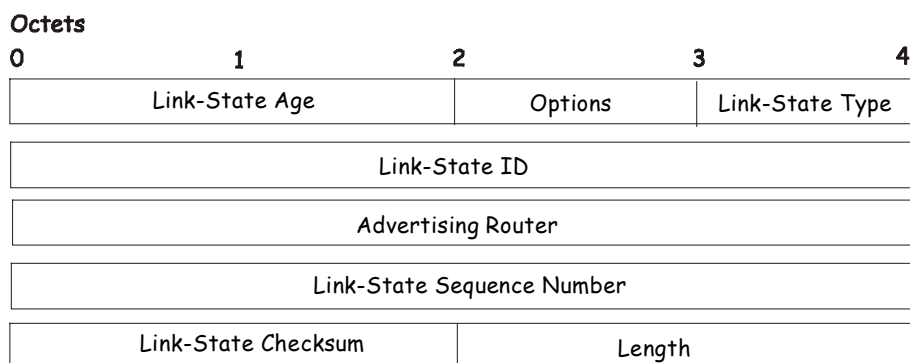 Octets
0 1 2 3 4
Link-State Age Options Link-State Type
Link-State ID
Advertising Router
Link-State Sequence Number
Link-State Checksum Length